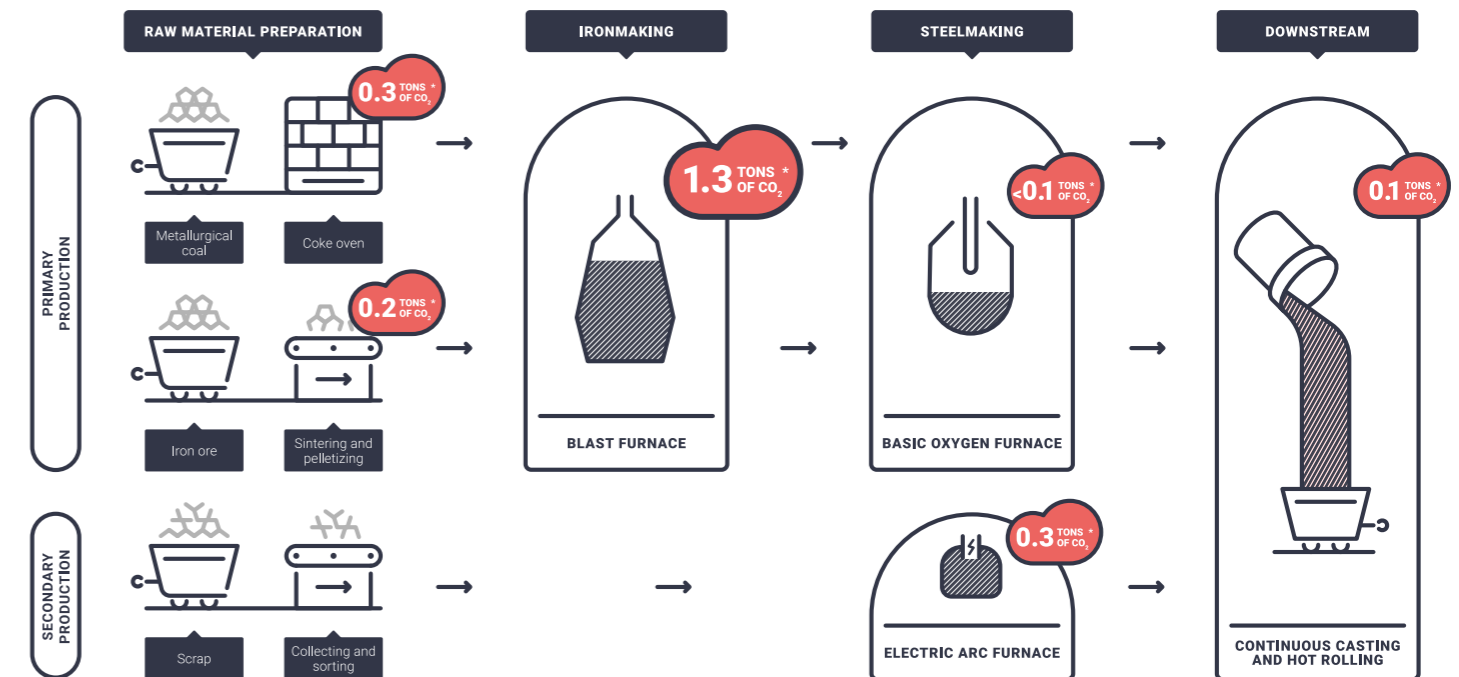 RAW MATERIAL PREPARATION
IRONMAKING
STEELMAKING
DOWNSTREAM
PRIMARY
PRODUCTION
0.3 TONS *
OF CO₂
Metallurgical
coal
Coke oven
0.2 TONS *
OF CO₂
Iron ore
Sintering and
pelletizing
1.3 TONS *
OF CO₂
BLAST FURNACE
<0.1 TONS *
OF CO₂
BASIC OXYGEN FURNACE
0.1 TONS *
OF CO₂
SECONDARY
PRODUCTION
Scrap
Collecting and
sorting
0.3 TONS *
OF CO₂
ELECTRIC ARC FURNACE
CONTINUOUS CASTING
AND HOT ROLLING